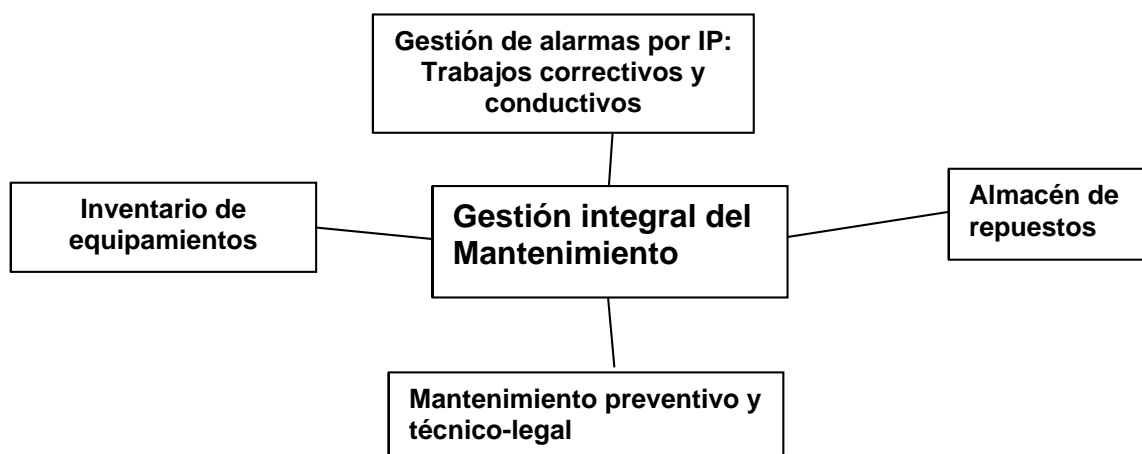 Gestión de alarmas por IP:
Trabajos correctivos y
conductivos
Inventario de
equipamientos
Gestión integral del
Mantenimiento
Almacén de
repuestos
Mantenimiento preventivo y
técnico-legal